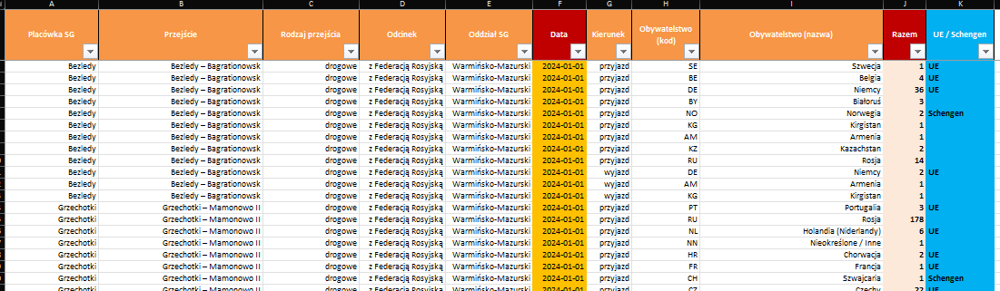 A B C D E F G H I J K
Placówka SG Przejście Rodzaj przejścia Odcinek Oddział SG Data Kierunek Obywatelstwo (kod) Obywatelstwo (nazwa) Razem UE / Schengen
Bezledy Bezledy – Bagrationowsk drogowe z Federacją Rosyjską Warmińsko-Mazurski 2024-01-01 przyjazd SE Szwecja 1 UE
Bezledy Bezledy – Bagrationowsk drogowe z Federacją Rosyjską Warmińsko-Mazurski 2024-01-01 przyjazd BE Belgia 4 UE
Bezledy Bezledy – Bagrationowsk drogowe z Federacją Rosyjską Warmińsko-Mazurski 2024-01-01 przyjazd DE Niemcy 36 UE
Bezledy Bezledy – Bagrationowsk drogowe z Federacją Rosyjską Warmińsko-Mazurski 2024-01-01 przyjazd BY Białoruś 3
Bezledy Bezledy – Bagrationowsk drogowe z Federacją Rosyjską Warmińsko-Mazurski 2024-01-01 przyjazd NO Norwegia 2 Schengen
Bezledy Bezledy – Bagrationowsk drogowe z Federacją Rosyjską Warmińsko-Mazurski 2024-01-01 przyjazd KG Kirgistan 1
Bezledy Bezledy – Bagrationowsk drogowe z Federacją Rosyjską Warmińsko-Mazurski 2024-01-01 przyjazd AM Armenia 1
Bezledy Bezledy – Bagrationowsk drogowe z Federacją Rosyjską Warmińsko-Mazurski 2024-01-01 przyjazd KZ Kazachstan 2
Bezledy Bezledy – Bagrationowsk drogowe z Federacją Rosyjską Warmińsko-Mazurski 2024-01-01 przyjazd RU Rosja 14
Bezledy Bezledy – Bagrationowsk drogowe z Federacją Rosyjską Warmińsko-Mazurski 2024-01-01 wyjazd DE Niemcy 2 UE
Bezledy Bezledy – Bagrationowsk drogowe z Federacją Rosyjską Warmińsko-Mazurski 2024-01-01 wyjazd AM Armenia 1
Bezledy Bezledy – Bagrationowsk drogowe z Federacją Rosyjską Warmińsko-Mazurski 2024-01-01 wyjazd KG Kirgistan 1
Grzechotki Grzechotki – Mamonowo II drogowe z Federacją Rosyjską Warmińsko-Mazurski 2024-01-01 przyjazd PT Portugalia 3 UE
Grzechotki Grzechotki – Mamonowo II drogowe z Federacją Rosyjską Warmińsko-Mazurski 2024-01-01 przyjazd RU Rosja 178
Grzechotki Grzechotki – Mamonowo II drogowe z Federacją Rosyjską Warmińsko-Mazurski 2024-01-01 przyjazd NL Holandia (Niderlandy) 6 UE
Grzechotki Grzechotki – Mamonowo II drogowe z Federacją Rosyjską Warmińsko-Mazurski 2024-01-01 przyjazd NN Nieokreślone / Inne 1
Grzechotki Grzechotki – Mamonowo II drogowe z Federacją Rosyjską Warmińsko-Mazurski 2024-01-01 przyjazd HR Chorwacja 2 UE
Grzechotki Grzechotki – Mamonowo II drogowe z Federacją Rosyjską Warmińsko-Mazurski 2024-01-01 przyjazd FR Francja 1 UE
Grzechotki Grzechotki – Mamonowo II drogowe z Federacją Rosyjską Warmińsko-Mazurski 2024-01-01 przyjazd CH Szwajcaria 1 Schengen
Grzechotki Grzechotki – Mamonowo II drogowe z Federacją Rosyjską Warmińsko-Mazurski 2024-01-01 przyjazd CZ Czechy 22 UE